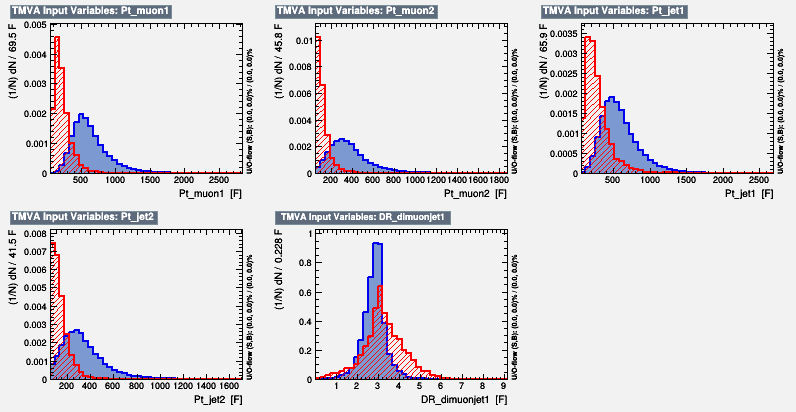 TMVA Input Variables: Pt_muon1
(1/N) dN / 69.5 F
0.005
0.004
0.003
0.002
0.001
0
500 1000 1500 2000 2500
Pt_muon1 [F]
U/O-flow (S,B): (0.0, 0.0)% / (0.0, 0.0)%
TMVA Input Variables: Pt_muon2
(1/N) dN / 45.8 F
0.01
0.008
0.006
0.004
0.002
0
200 400 600 800 1000 1200 1400 1600 1800
Pt_muon2 [F]
U/O-flow (S,B): (0.0, 0.0)% / (0.0, 0.0)%
TMVA Input Variables: Pt_jet1
(1/N) dN / 65.9 F
0.0035
0.003
0.0025
0.002
0.0015
0.001
0.0005
0
500 1000 1500 2000 2500
Pt_jet1 [F]
U/O-flow (S,B): (0.0, 0.0)% / (0.0, 0.0)%
TMVA Input Variables: Pt_jet2
(1/N) dN / 41.5 F
0.008
0.007
0.006
0.005
0.004
0.003
0.002
0.001
0
200 400 600 800 1000 1200 1400 1600
Pt_jet2 [F]
U/O-flow (S,B): (0.0, 0.0)% / (0.0, 0.0)%
TMVA Input Variables: DR_dimuonjet1
(1/N) dN / 0.228 F
1
0.8
0.6
0.4
0.2
0
1 2 3 4 5 6 7 8 9
DR_dimuonjet1 [F]
U/O-flow (S,B): (0.0, 0.0)% / (0.0, 0.0)%